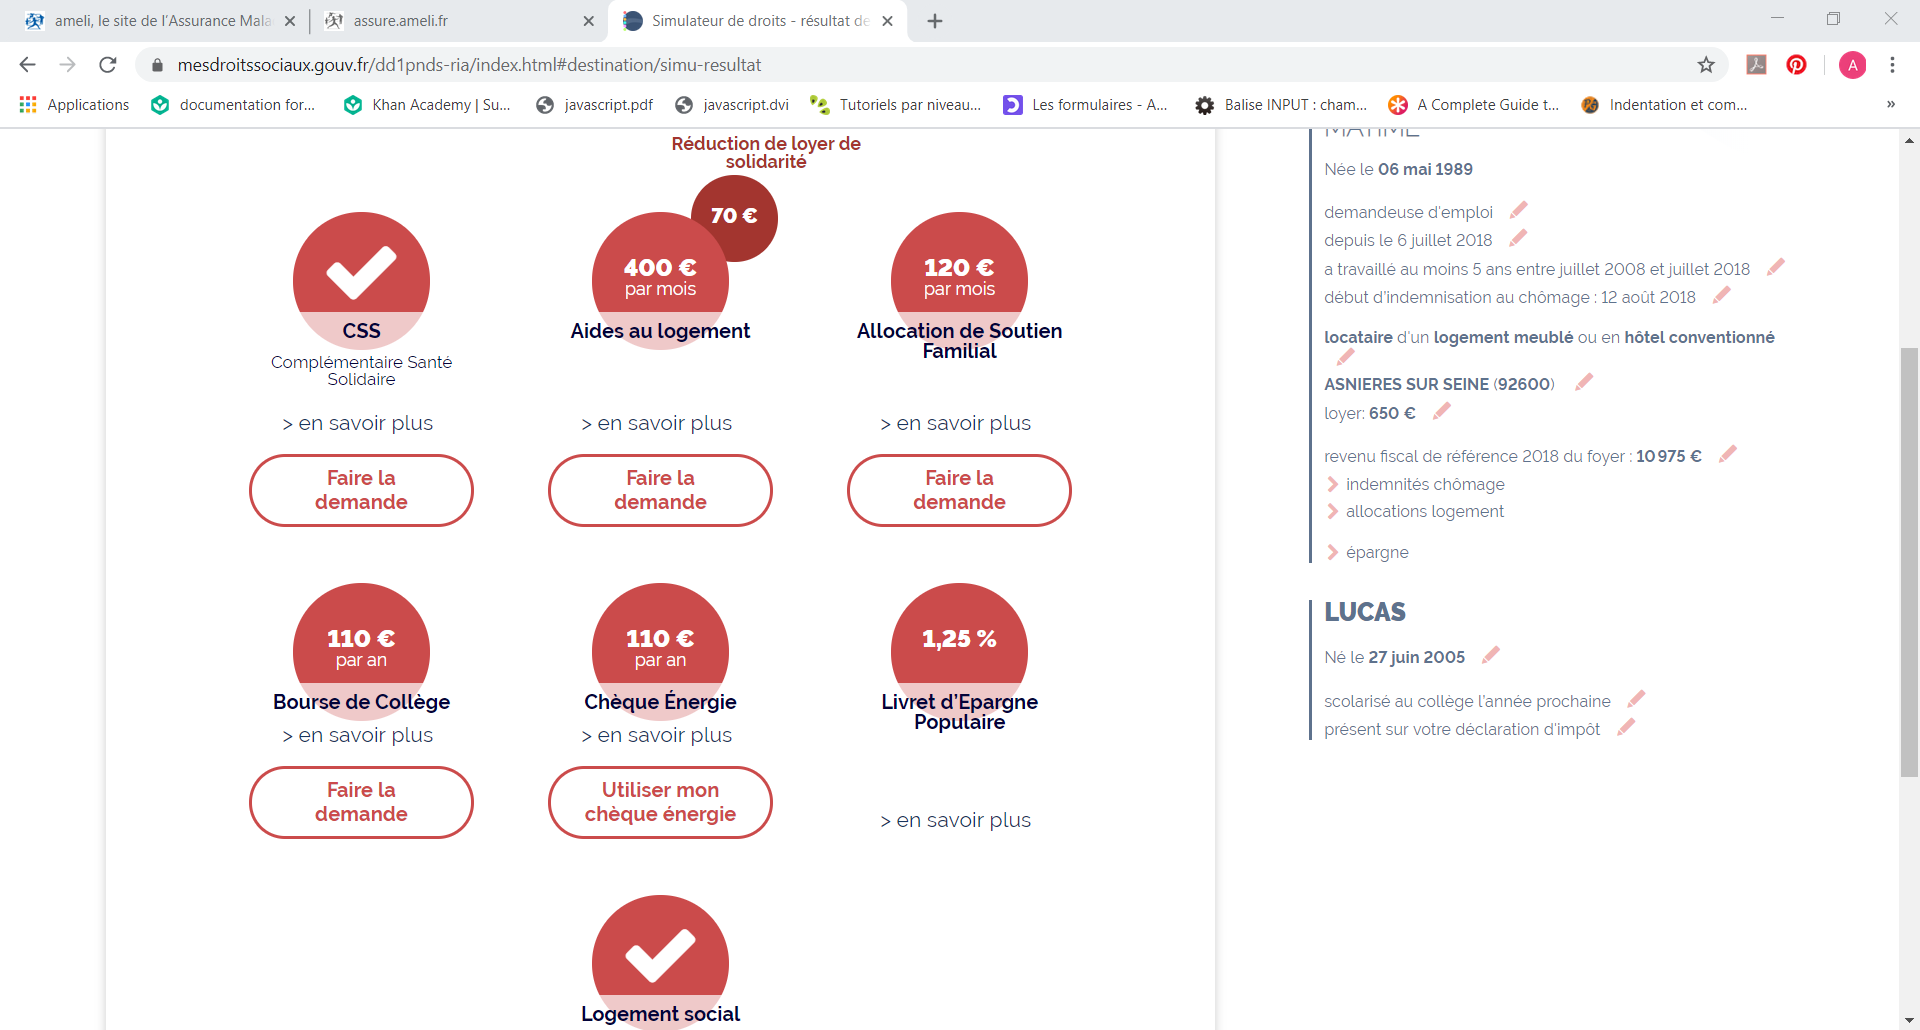 ameli, le site de l'Assurance Mala
assure.ameli.fr
Simulateur de droits - résultat de
mesdroitssociaux.gouv.fr/dd1pnds-ria/index.html#destination/simu-resultat
A
Applications
documentation for...
Khan Academy | Su...
javascript.pdf
javascript.dvi
Tutoriels par niveau...
Les formulaires - A...
Balise INPUT : cham...
A Complete Guide t...
Indentation et com...
»
Réduction de loyer de
solidarité
70 €
CSS
Complémentaire Santé
Solidaire
> en savoir plus
Faire la
demande
400 €
par mois
Aides au logement
> en savoir plus
Faire la
demande
120 €
par mois
Allocation de Soutien
Familial
> en savoir plus
Faire la
demande
110 €
par an
Bourse de Collège
> en savoir plus
Faire la
demande
110 €
par an
Chèque Énergie
> en savoir plus
Utiliser mon
chèque énergie
1,25 %
Livret d'Epargne
Populaire
> en savoir plus
Logement social
Née le 06 mai 1989
demandeuse d'emploi
depuis le 6 juillet 2018
a travaillé au moins 5 ans entre juillet 2008 et juillet 2018
début d'indemnisation au chômage : 12 août 2018
locataire d'un logement meublé ou en hôtel conventionné
ASNIERES SUR SEINE (92600)
loyer: 650 €
revenu fiscal de référence 2018 du foyer : 10 975 €
indemnités chômage
allocations logement
épargne
LUCAS
Né le 27 juin 2005
scolarisé au collège l'année prochaine
présent sur votre déclaration d'impôt